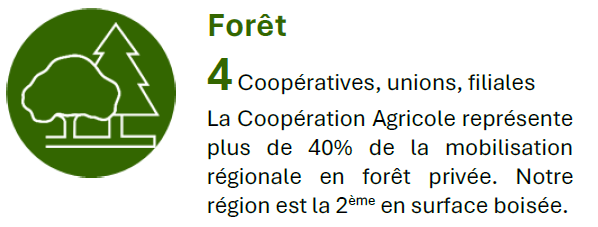 Forêt
4 Coopératives, unions, filiales
La Coopération Agricole représente
plus de 40% de la mobilisation
régionale en forêt privée. Notre
région est la 2ème en surface boisée.